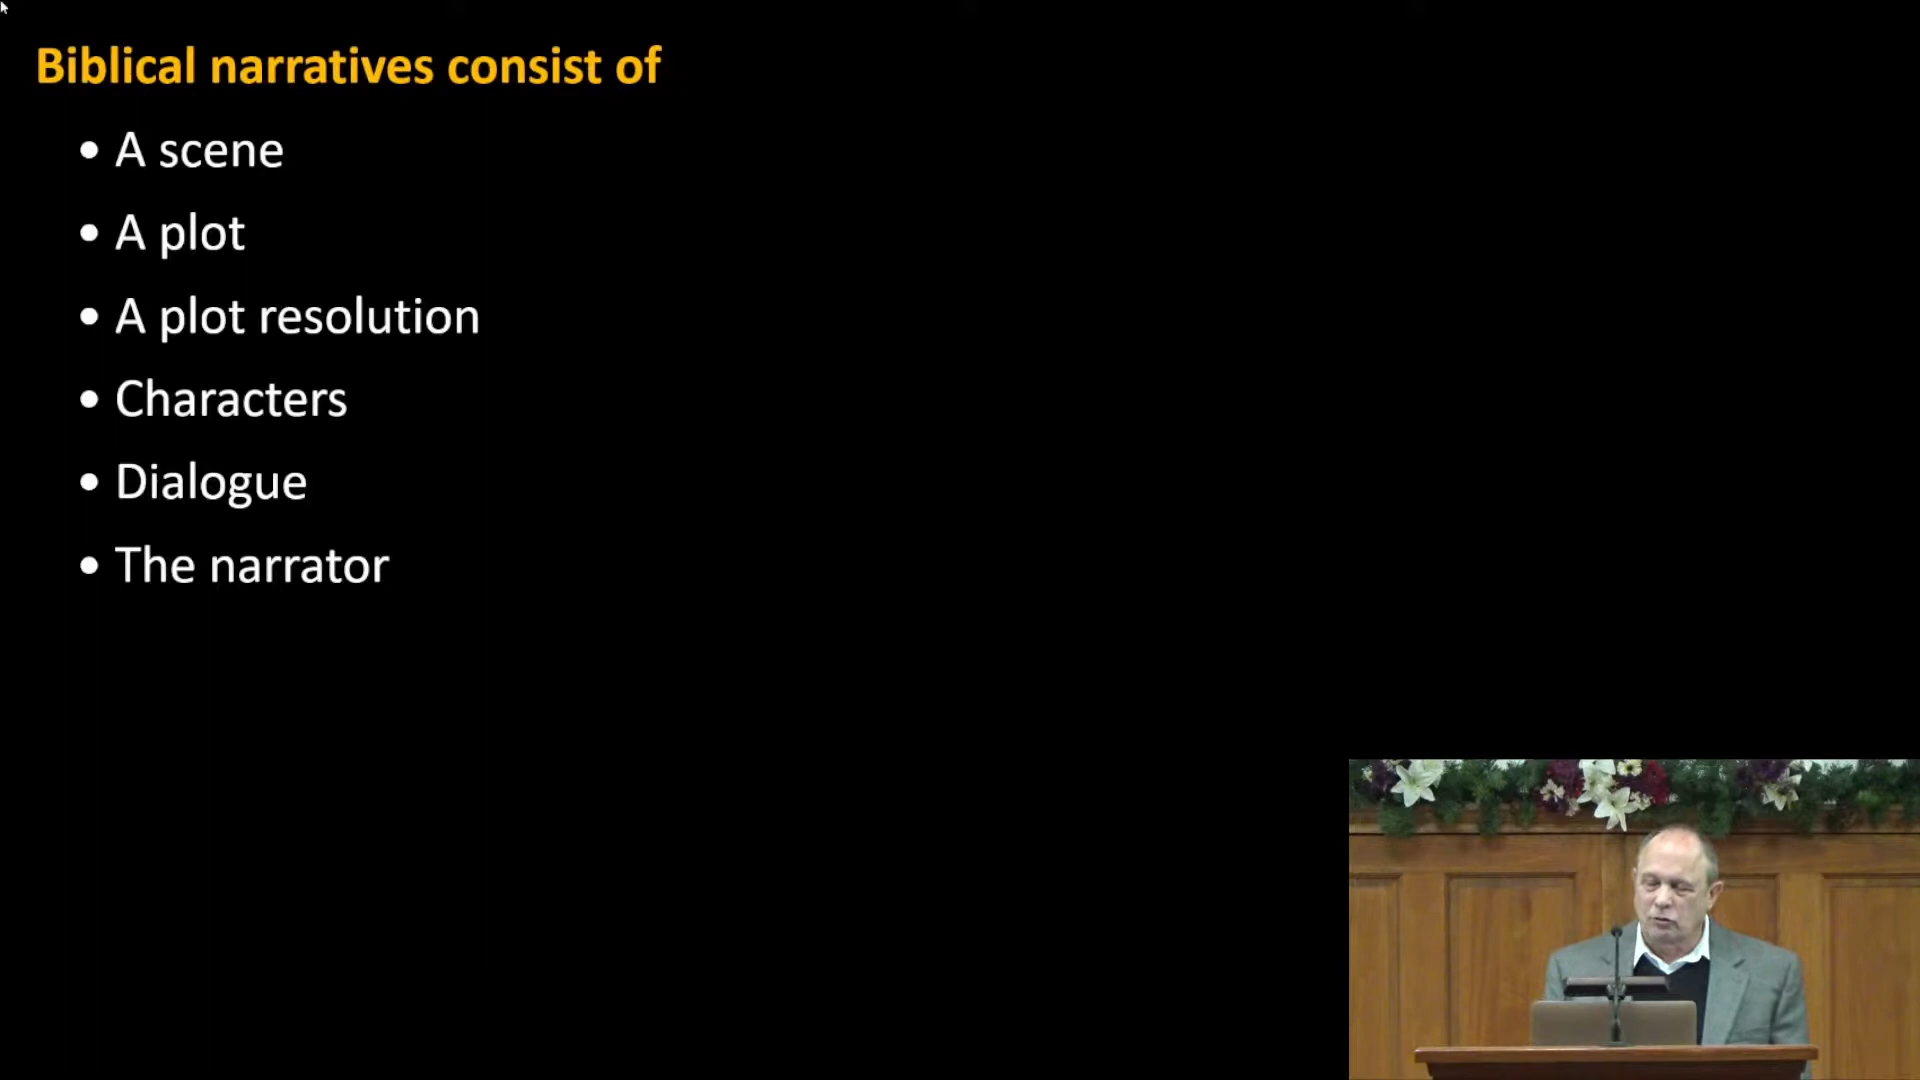 Biblical narratives consist of
• A scene
• A plot
• A plot resolution
• Characters
• Dialogue
• The narrator